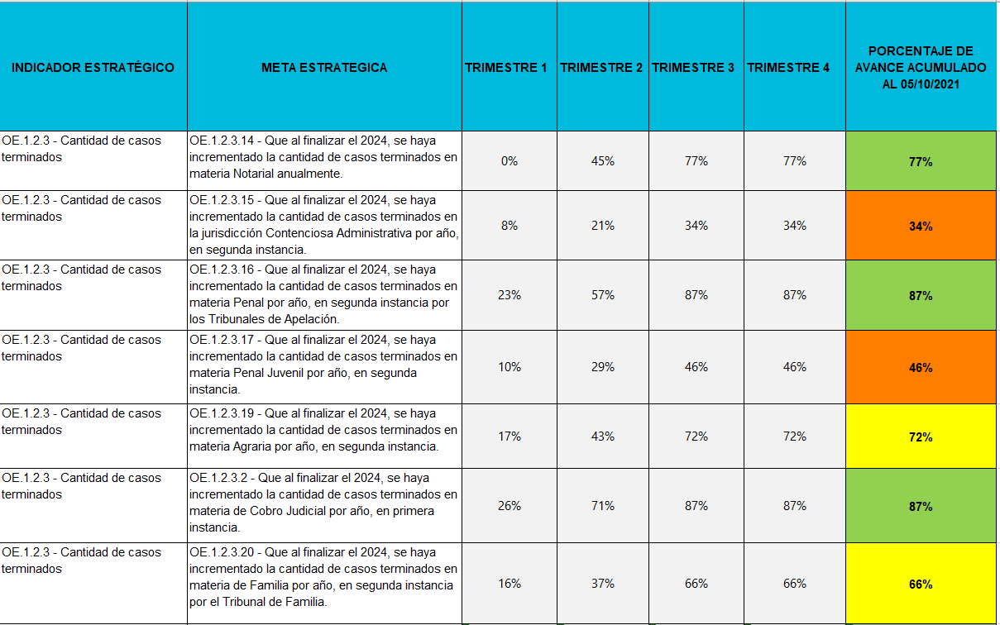 INDICADOR ESTRATÉGICO
META ESTRATEGICA
TRIMESTRE 1
TRIMESTRE 2
TRIMESTRE 3
TRIMESTRE 4
PORCENTAJE DE
AVANCE ACUMULADO
AL 05/10/2021
OE.1.2.3 - Cantidad de casos
terminados
OE.1.2.3.14 - Que al finalizar el 2024, se haya
incrementado la cantidad de casos terminados en
materia Notarial anualmente.
0%
45%
77%
77%
77%
OE.1.2.3 - Cantidad de casos
terminados
OE.1.2.3.15 - Que al finalizar el 2024, se haya
incrementado la cantidad de casos terminados en
la jurisdicción Contenciosa Administrativa por año,
en segunda instancia.
8%
21%
34%
34%
34%
OE.1.2.3 - Cantidad de casos
terminados
OE.1.2.3.16 - Que al finalizar el 2024, se haya
incrementado la cantidad de casos terminados en
materia Penal por año, en segunda instancia por
los Tribunales de Apelación.
23%
57%
87%
87%
87%
OE.1.2.3 - Cantidad de casos
terminados
OE.1.2.3.17 - Que al finalizar el 2024, se haya
incrementado la cantidad de casos terminados en
materia Penal Juvenil por año, en segunda
instancia.
10%
29%
46%
46%
46%
OE.1.2.3 - Cantidad de casos
terminados
OE.1.2.3.19 - Que al finalizar el 2024, se haya
incrementado la cantidad de casos terminados en
materia Agraria por año, en segunda instancia.
17%
43%
72%
72%
72%
OE.1.2.3 - Cantidad de casos
terminados
OE.1.2.3.2 - Que al finalizar el 2024, se haya
incrementado la cantidad de casos terminados en
materia de Cobro Judicial por año, en primera
instancia.
26%
71%
87%
87%
87%
OE.1.2.3 - Cantidad de casos
terminados
OE.1.2.3.20 - Que al finalizar el 2024, se haya
incrementado la cantidad de casos terminados en
materia de Familia por año, en segunda instancia
por el Tribunal de Familia.
16%
37%
66%
66%
66%